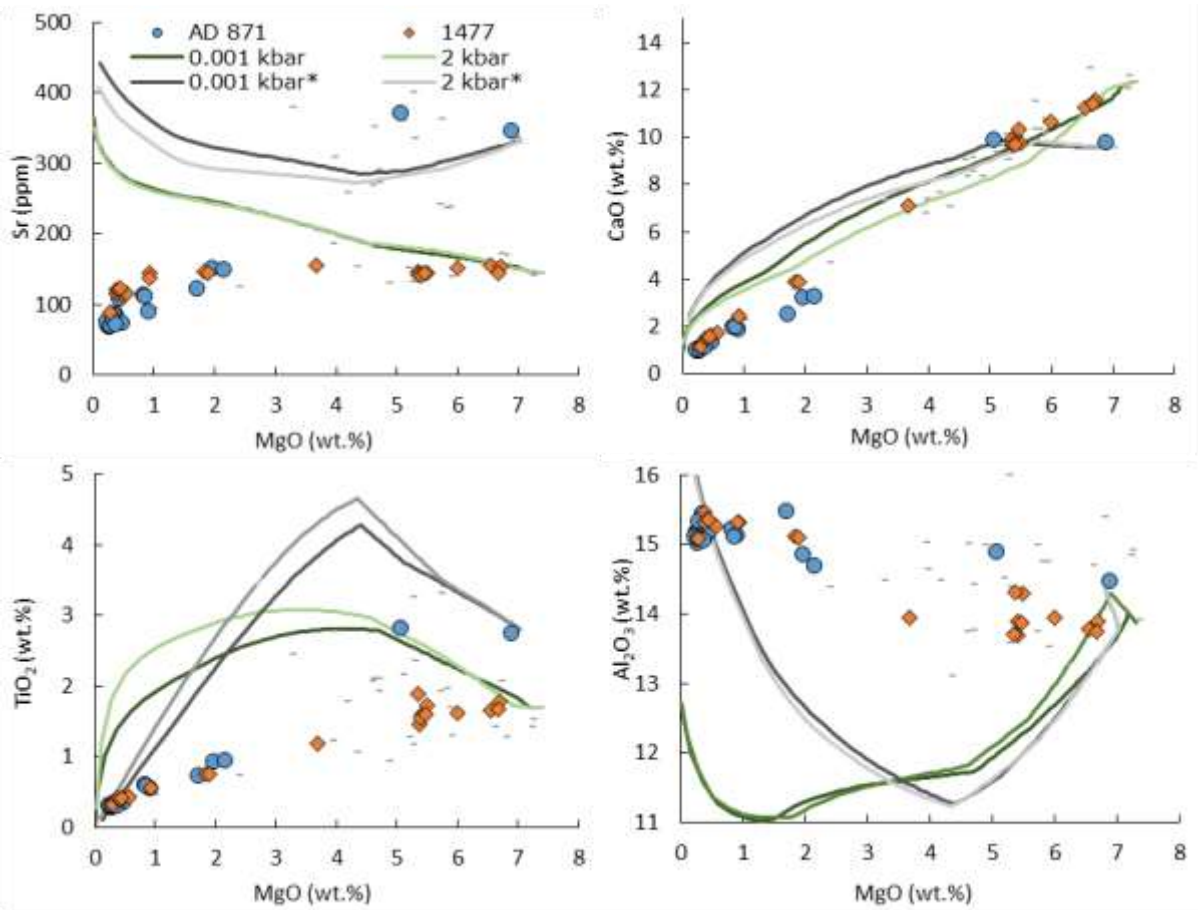 AD 871 1477
0.001 kbar 2 kbar
0.001 kbar* 2 kbar*
500
400
300
200
100
0
Sr (ppm)
0 1 2 3 4 5 6 7 8
MgO (wt.%)
14
12
10
8
6
4
2
0
CaO (wt.%)
0 1 2 3 4 5 6 7 8
MgO (wt.%)
5
4
3
2
1
0
TiO₂ (wt.%)
0 1 2 3 4 5 6 7 8
MgO (wt.%)
16
15
14
13
12
11
Al₂O₃ (wt.%)
0 1 2 3 4 5 6 7 8
MgO (wt.%)